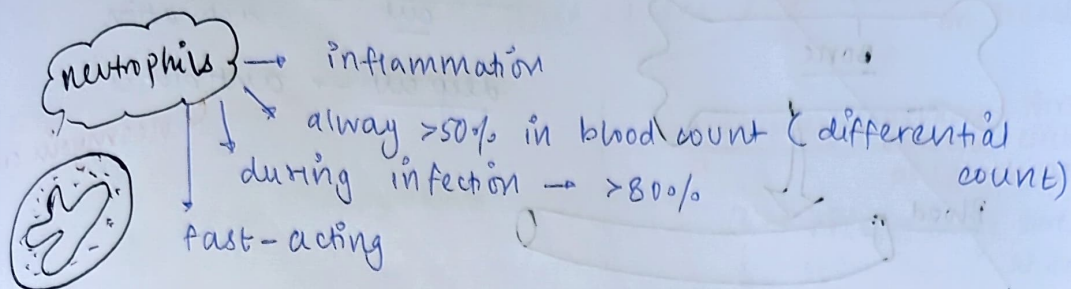 neutrophils → inflammation
alway >50% in blood count (differential count)
during infection → >80%
fast-acting